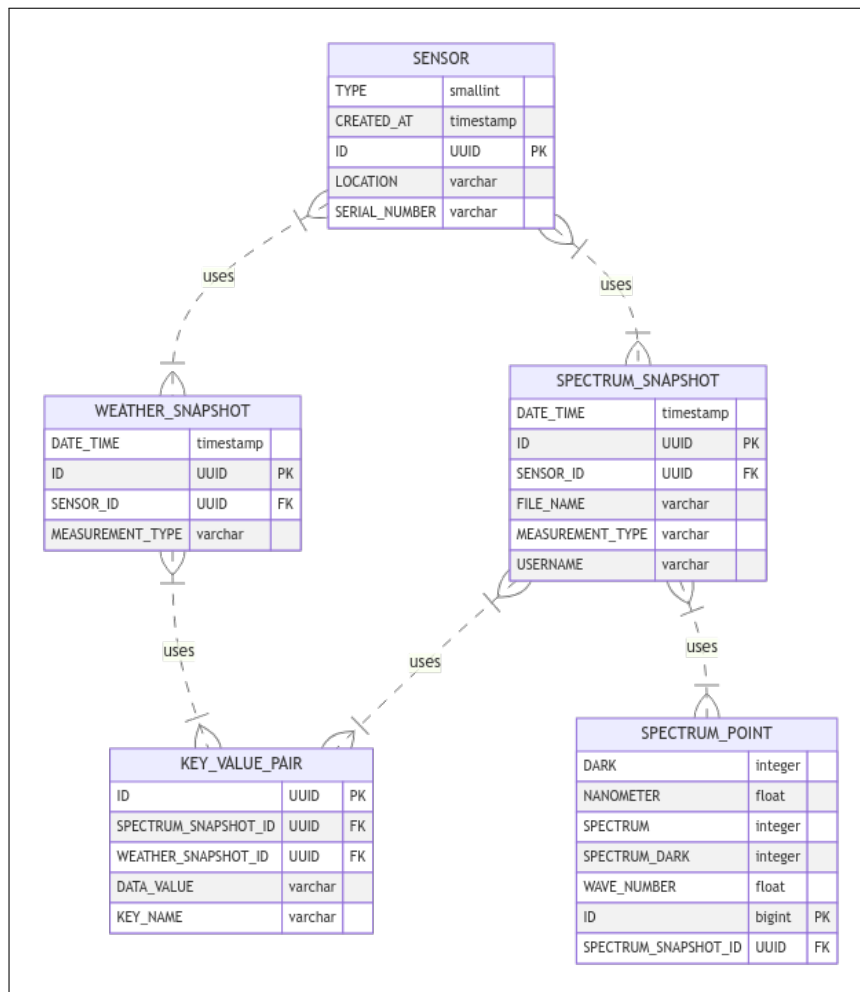 SENSOR
TYPE smallint
CREATED_AT timestamp
ID UUID PK
LOCATION varchar
SERIAL_NUMBER varchar
uses
uses
WEATHER_SNAPSHOT
DATE_TIME timestamp
ID UUID PK
SENSOR_ID UUID FK
MEASUREMENT_TYPE varchar
SPECTRUM_SNAPSHOT
DATE_TIME timestamp
ID UUID PK
SENSOR_ID UUID FK
FILE_NAME varchar
MEASUREMENT_TYPE varchar
USERNAME varchar
uses
uses
uses
KEY_VALUE_PAIR
ID UUID PK
SPECTRUM_SNAPSHOT_ID UUID FK
WEATHER_SNAPSHOT_ID UUID FK
DATA_VALUE varchar
KEY_NAME varchar
SPECTRUM_POINT
DARK integer
NANOMETER float
SPECTRUM integer
SPECTRUM_DARK integer
WAVE_NUMBER float
ID bigint PK
SPECTRUM_SNAPSHOT_ID UUID FK